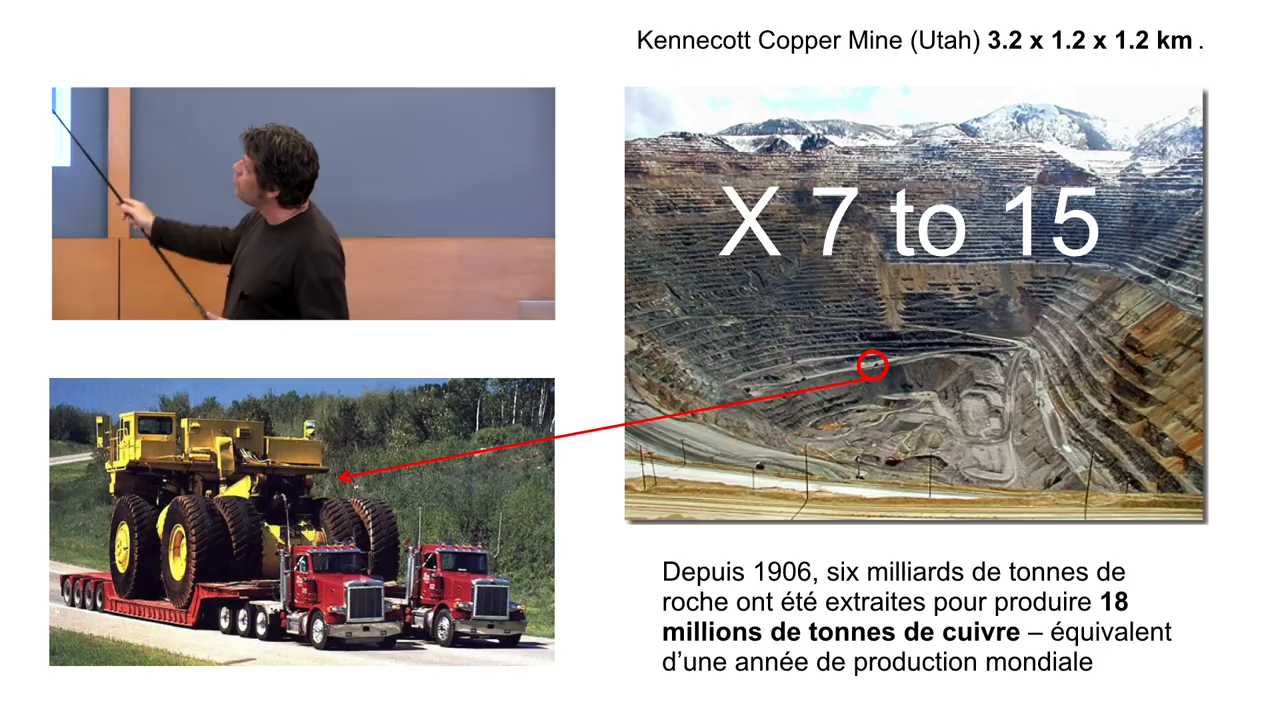 Kennecott Copper Mine (Utah) 3.2 x 1.2 x 1.2 km .
X 7 to 15
Depuis 1906, six milliards de tonnes de
roche ont été extraites pour produire 18
millions de tonnes de cuivre – équivalent
d’une année de production mondiale